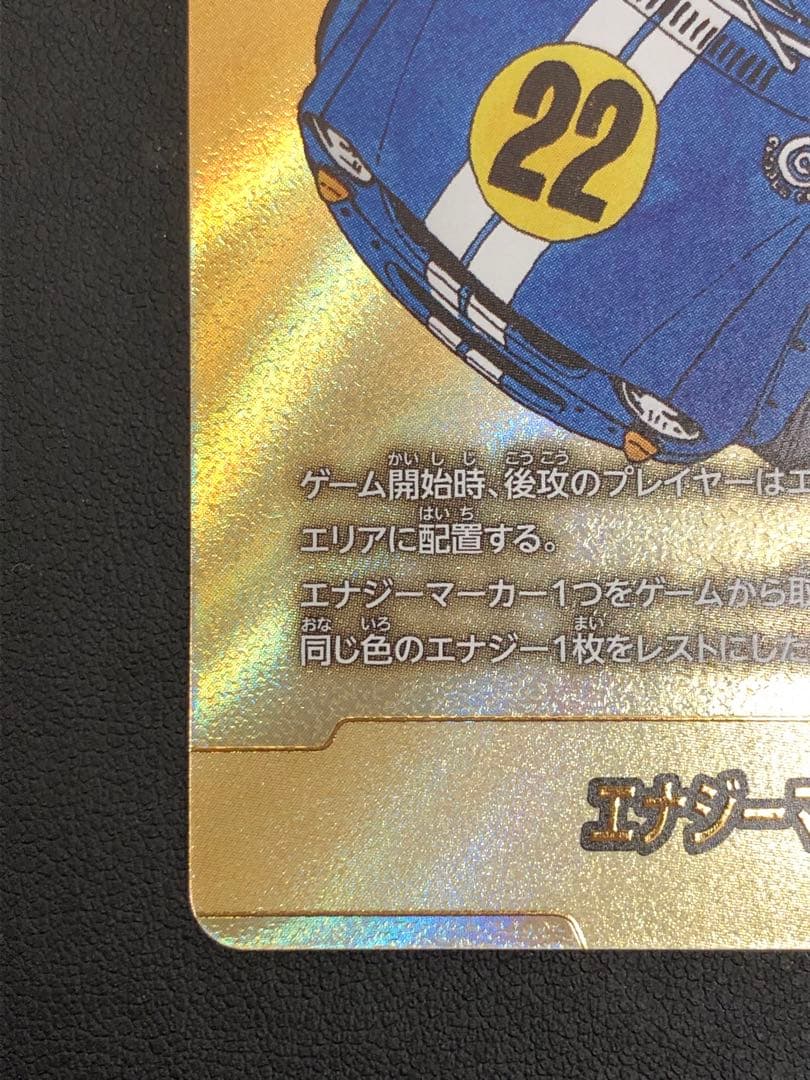 22
ゲーム開始時、後攻のプレイヤーはエ
エリアに配置する。
エナジーマーカー1つをゲームから取
同じ色のエナジー1枚をレストにした
エナジーマ